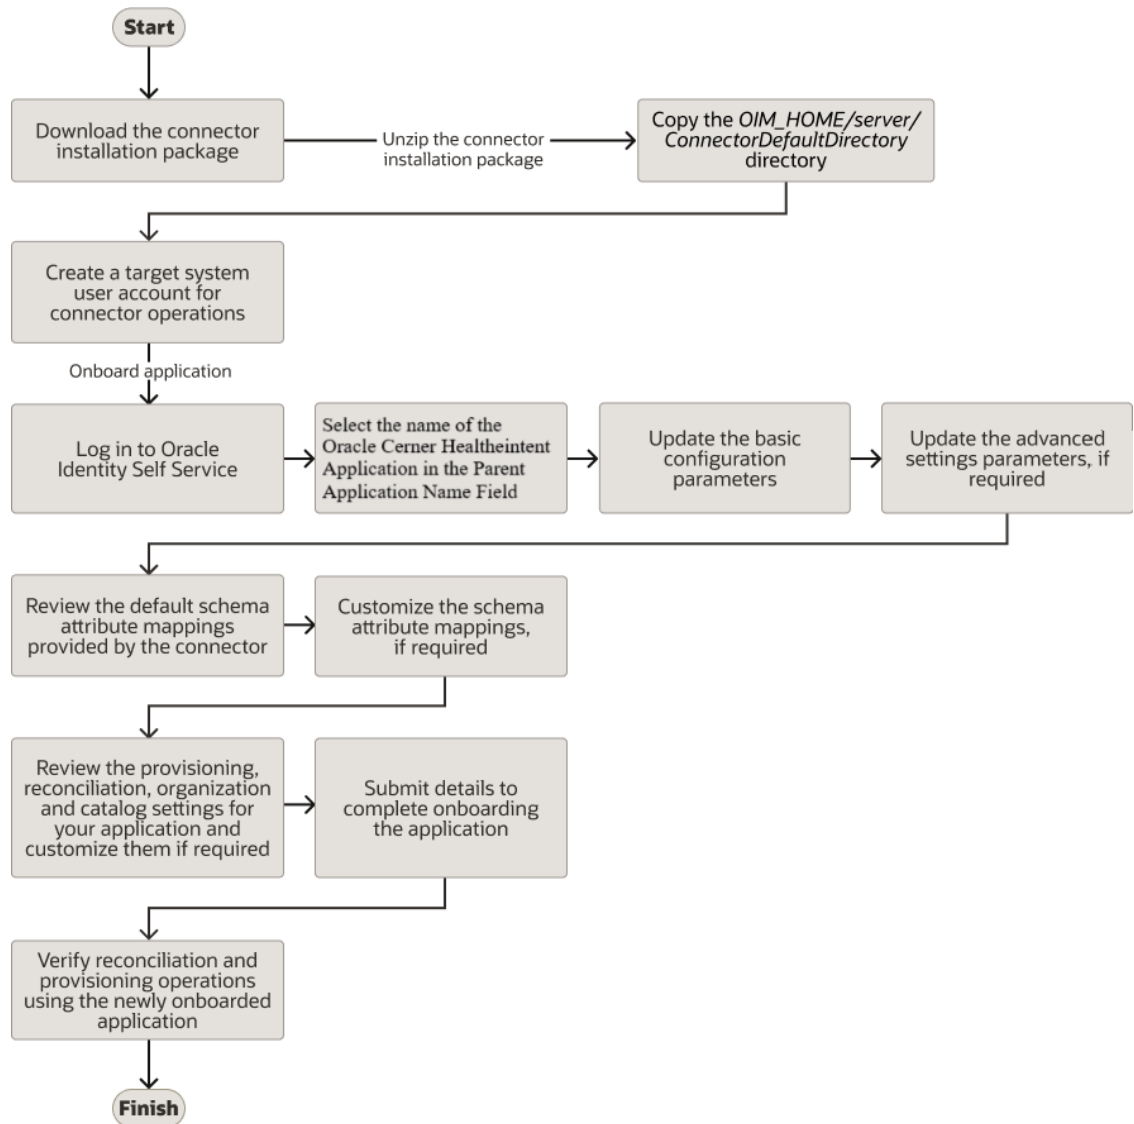 Start
Download the connector
installation package
Unzip the connector
installation package
Copy the OIM_HOME/server/
ConnectorDefaultDirectory
directory
Create a target system
user account for
connector operations
Onboard application
Log in to Oracle
Identity Self Service
Select the name of the
Oracle Cerner Healtheintent
Application in the Parent
Application Name Field
Update the basic
configuration
parameters
Update the advanced
settings parameters, if
required
Review the default schema
attribute mappings
provided by the connector
Customize the schema
attribute mappings,
if required
Review the provisioning,
reconciliation, organization
and catalog settings for
your application and
customize them if required
Submit details to
complete onboarding
the application
Verify reconciliation and
provisioning operations
using the newly onboarded
application
Finish